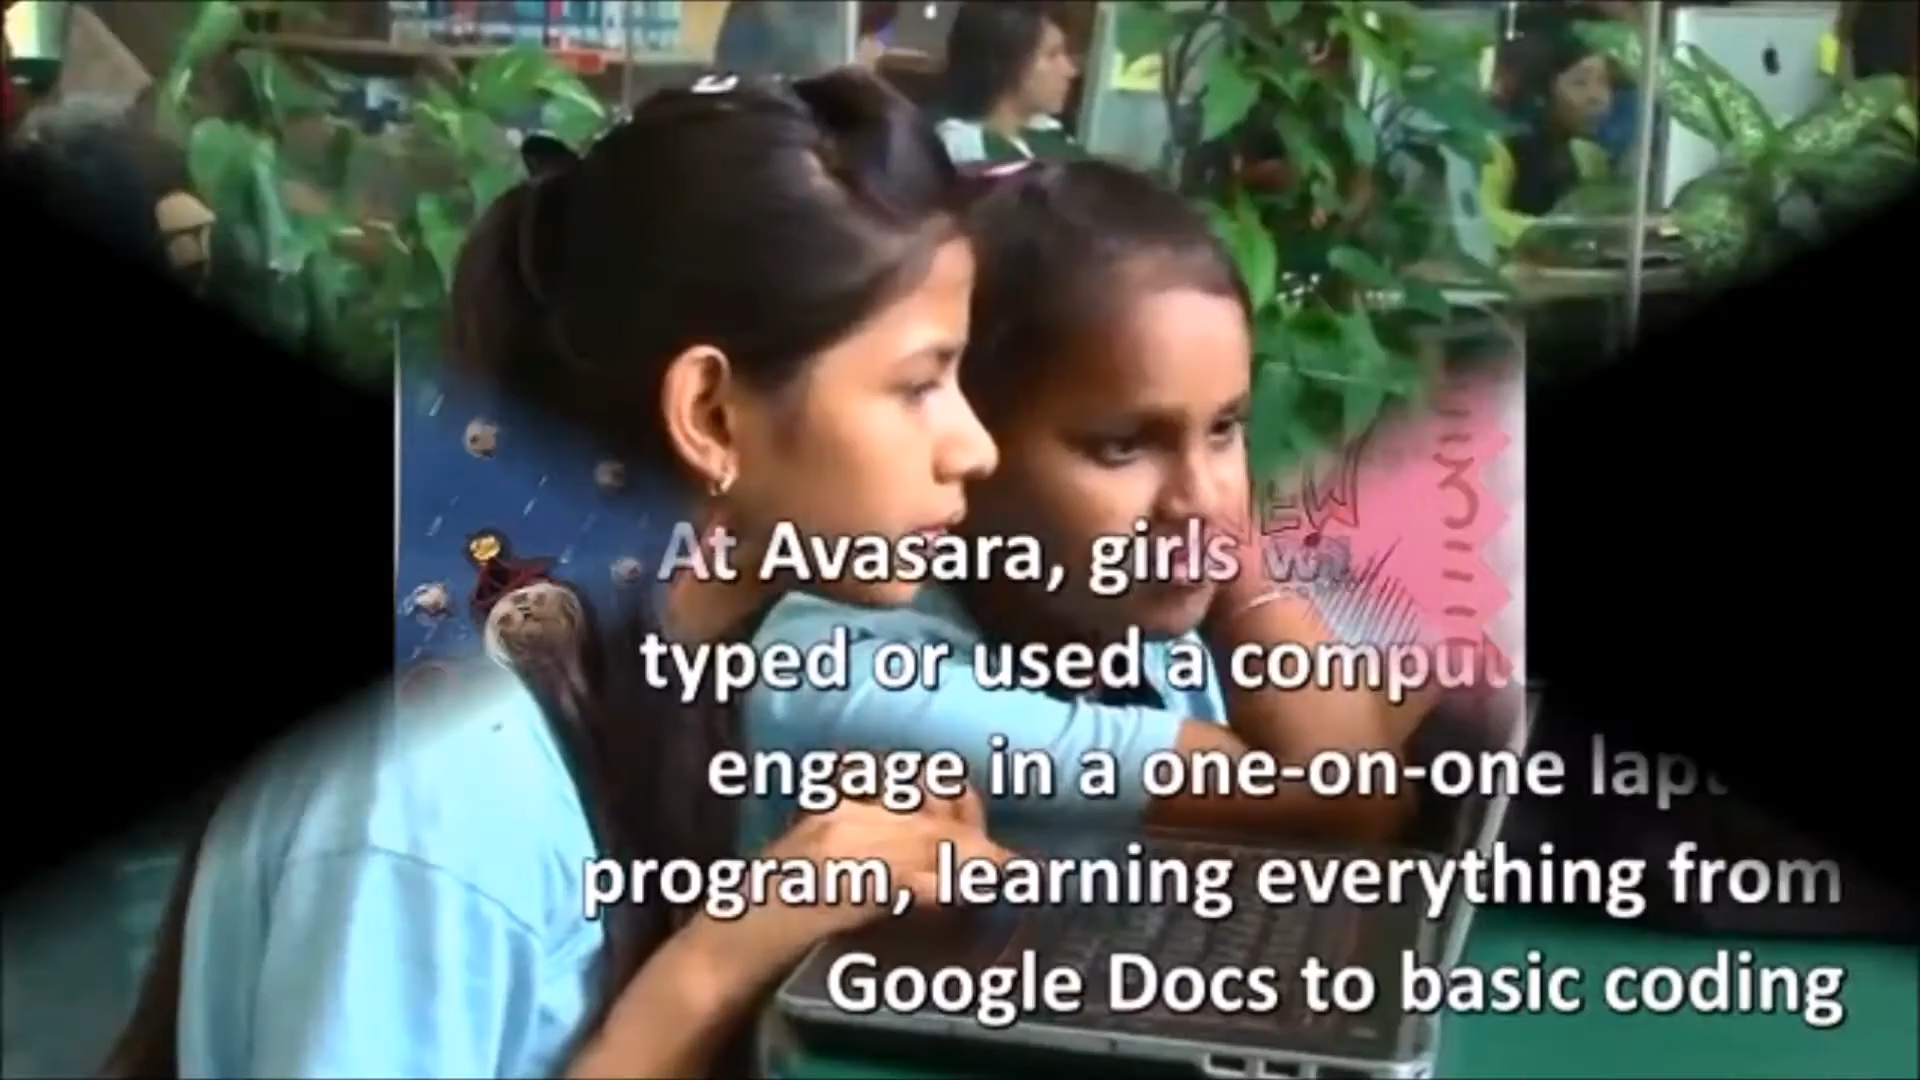 At Avasara, girls
typed or used a
engage in a one-on-one
program, learning everything from
Google Docs to basic coding